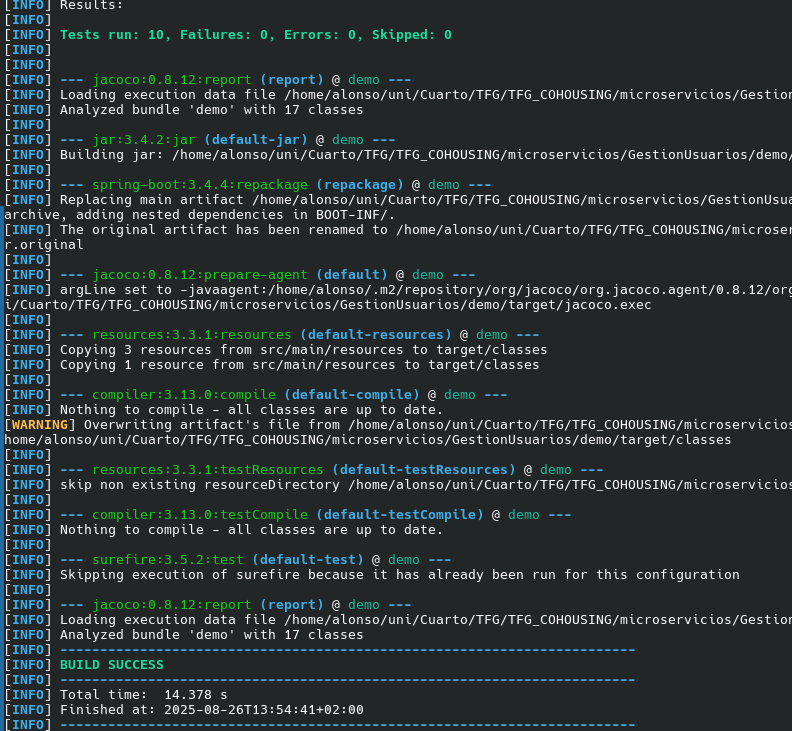 [INFO] Results:
[INFO]
[INFO] Tests run: 10, Failures: 0, Errors: 0, Skipped: 0
[INFO]
[INFO]
[INFO] --- jacoco:0.8.12:report (report) @ demo ---
[INFO] Loading execution data file /home/alonso/uni/Cuarto/TFG/TFG_COHOUSING/microservicios/Gestion
[INFO] Analyzed bundle 'demo' with 17 classes
[INFO]
[INFO] --- jar:3.4.2:jar (default-jar) @ demo ---
[INFO] Building jar: /home/alonso/uni/Cuarto/TFG/TFG_COHOUSING/microservicios/GestionUsuarios/demo/
[INFO]
[INFO] --- spring-boot:3.4.4:repackage (repackage) @ demo ---
[INFO] Replacing main artifact /home/alonso/uni/Cuarto/TFG/TFG_COHOUSING/microservicios/GestionUsua
archive, adding nested dependencies in BOOT-INF/.
[INFO] The original artifact has been renamed to /home/alonso/uni/Cuarto/TFG/TFG_COHOUSING/microser
r.original
[INFO]
[INFO] --- jacoco:0.8.12:prepare-agent (default) @ demo ---
[INFO] argLine set to -javaagent:/home/alonso/.m2/repository/org/jacoco/org.jacoco.agent/0.8.12/org
i/Cuarto/TFG/TFG_COHOUSING/microservicios/GestionUsuarios/demo/target/jacoco.exec
[INFO]
[INFO] --- resources:3.3.1:resources (default-resources) @ demo ---
[INFO] Copying 3 resources from src/main/resources to target/classes
[INFO] Copying 1 resource from src/main/resources to target/classes
[INFO]
[INFO] --- compiler:3.13.0:compile (default-compile) @ demo ---
[INFO] Nothing to compile - all classes are up to date.
[WARNING] Overwriting artifact's file from /home/alonso/uni/Cuarto/TFG/TFG_COHOUSING/microservicios
home/alonso/uni/Cuarto/TFG/TFG_COHOUSING/microservicios/GestionUsuarios/demo/target/classes
[INFO]
[INFO] --- resources:3.3.1:testResources (default-testResources) @ demo ---
[INFO] skip non existing resourceDirectory /home/alonso/uni/Cuarto/TFG/TFG_COHOUSING/microservicios
[INFO]
[INFO] --- compiler:3.13.0:testCompile (default-testCompile) @ demo ---
[INFO] Nothing to compile - all classes are up to date.
[INFO]
[INFO] --- surefire:3.5.2:test (default-test) @ demo ---
[INFO] Skipping execution of surefire because it has already been run for this configuration
[INFO]
[INFO] --- jacoco:0.8.12:report (report) @ demo ---
[INFO] Loading execution data file /home/alonso/uni/Cuarto/TFG/TFG_COHOUSING/microservicios/Gestion
[INFO] Analyzed bundle 'demo' with 17 classes
[INFO] ------------------------------------------------------------------------
[INFO] BUILD SUCCESS
[INFO] ------------------------------------------------------------------------
[INFO] Total time:  14.378 s
[INFO] Finished at: 2025-08-26T13:54:41+02:00
[INFO] ------------------------------------------------------------------------